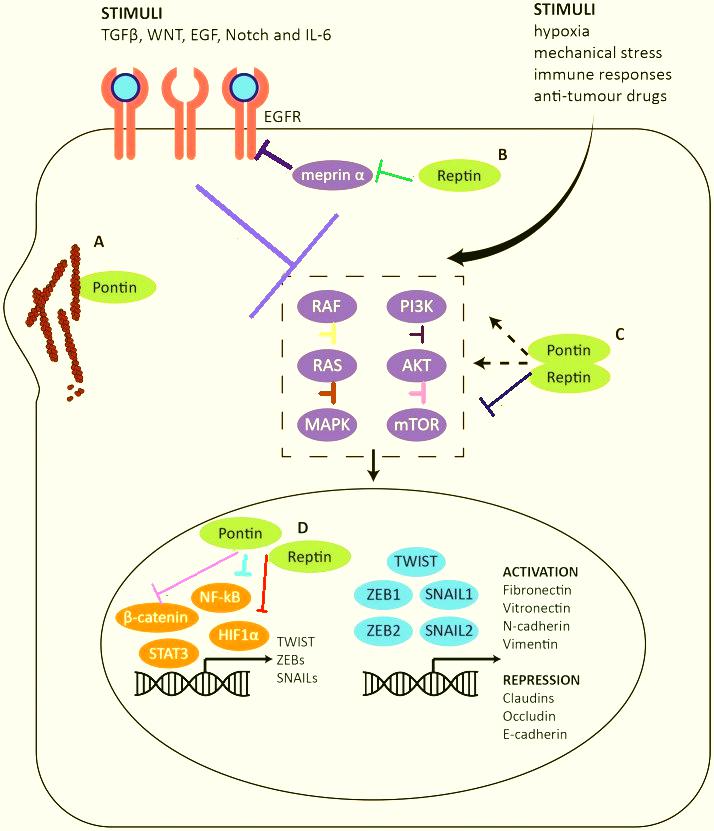 STIMULI
TGFβ, WNT, EGF, Notch and IL-6
STIMULI
hypoxia
mechanical stress
immune responses
anti-tumour drugs
EGFR
meprin α
Reptin
B
A
Pontin
RAF
PI3K
RAS
AKT
MAPK
mTOR
Pontin
Reptin
C
Pontin
D
Reptin
NF-kB
β-catenin
HIF1α
STAT3
TWIST
ZEBs
SNAILs
TWIST
ZEB1
SNAIL1
ZEB2
SNAIL2
ACTIVATION
Fibronectin
Vitronectin
N-cadherin
Vimentin
REPRESSION
Claudins
Occludin
E-cadherin